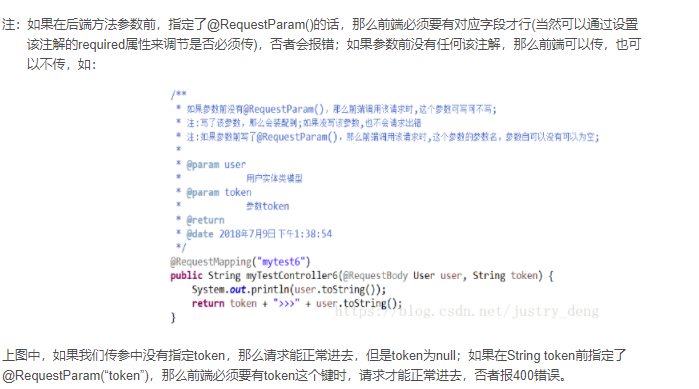 注：如果在后端方法参数前，指定了@RequestParam()的话，那么前端必须要有对应字段才行(当然可以通过设置
该注解的required属性来调节是否必须传)，否者会报错；如果参数前没有任何该注解，那么前端可以传，也可
以不传，如：
/**
* 如果参数前没有@RequestParam()，那么前端调用该请求时,这个参数可写可不写;
* 注:写了该参数，那么会装配到;如果没写该参数,也不会请求出错
* 注:如果参数前写了@RequestParam()，那么前端调用该请求时,这个参数的参数名，参数值可以没有可以为空;
*
* @param user
* 用户实体类模型
* @param token
* 参数token
* @return
* @date 2018年7月9日 下午1:38:54
*/
@RequestMapping("mytest6")
public String myTestController6(@RequestBody User user, String token) {
System.out.println(user.toString());
return token + ">>>" + user.toString();
}
https://blog.csdn.net/justry_deng
上图中，如果我们传参中没有指定token，那么请求能正常进去，但是token为null；如果在String token前指定了
@RequestParam(“token”)，那么前端必须要有token这个键时，请求才能正常进去，否者报400错误。